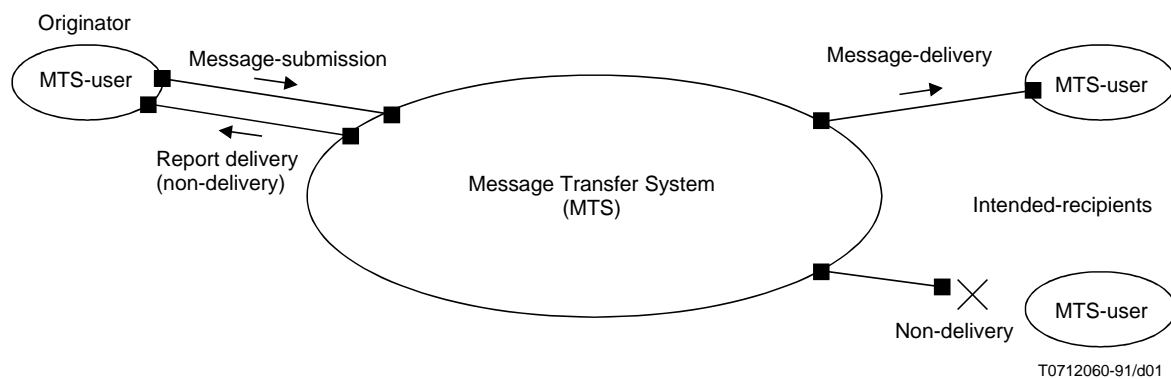 Originator
MTS-user
Message-submission
Report delivery
(non-delivery)
Message Transfer System
(MTS)
Message-delivery
MTS-user
Intended-recipients
Non-delivery
MTS-user
T0712060-91/d01